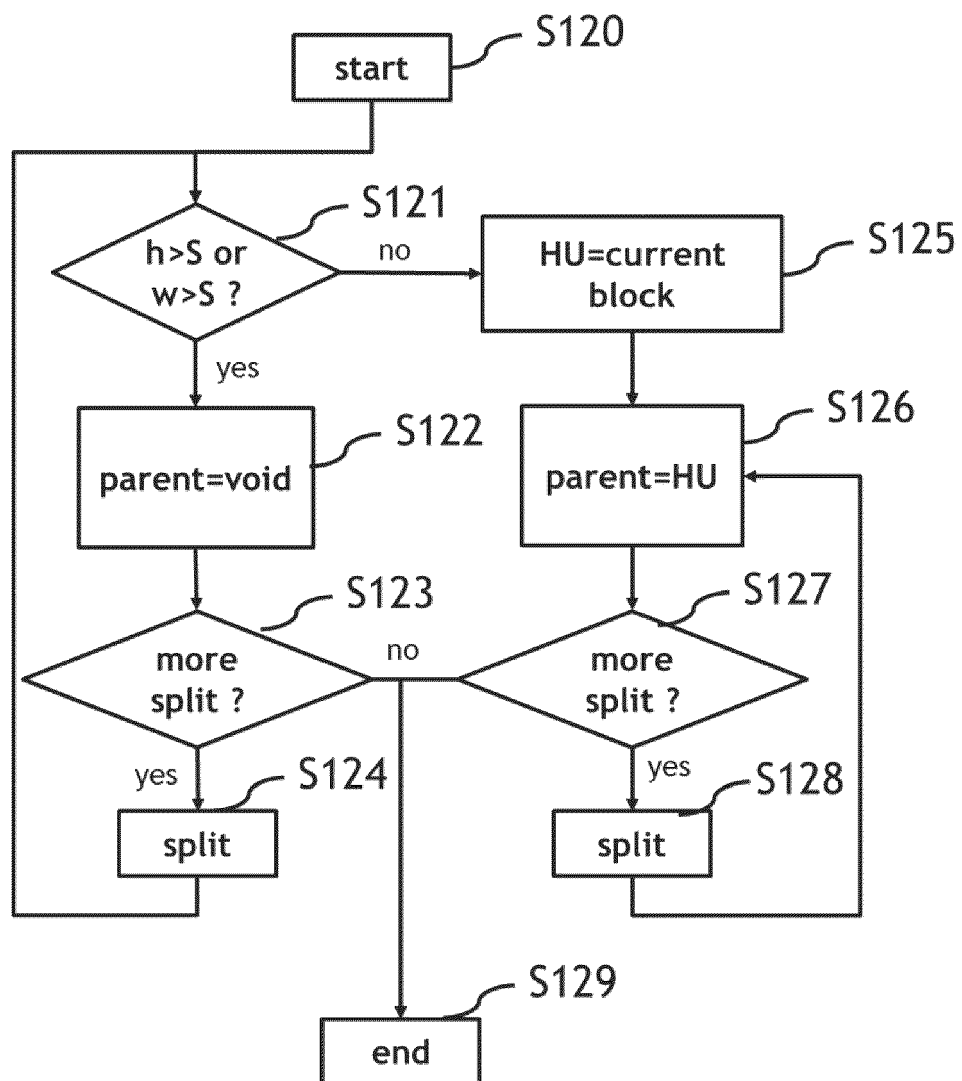 S120
start
S121
h>S or
w>S ?
no
S125
HU=current
block
yes
S122
parent=void
S126
parent=HU
S123
more
split ?
no
S127
more
split ?
yes
S124
split
yes
S128
split
S129
end